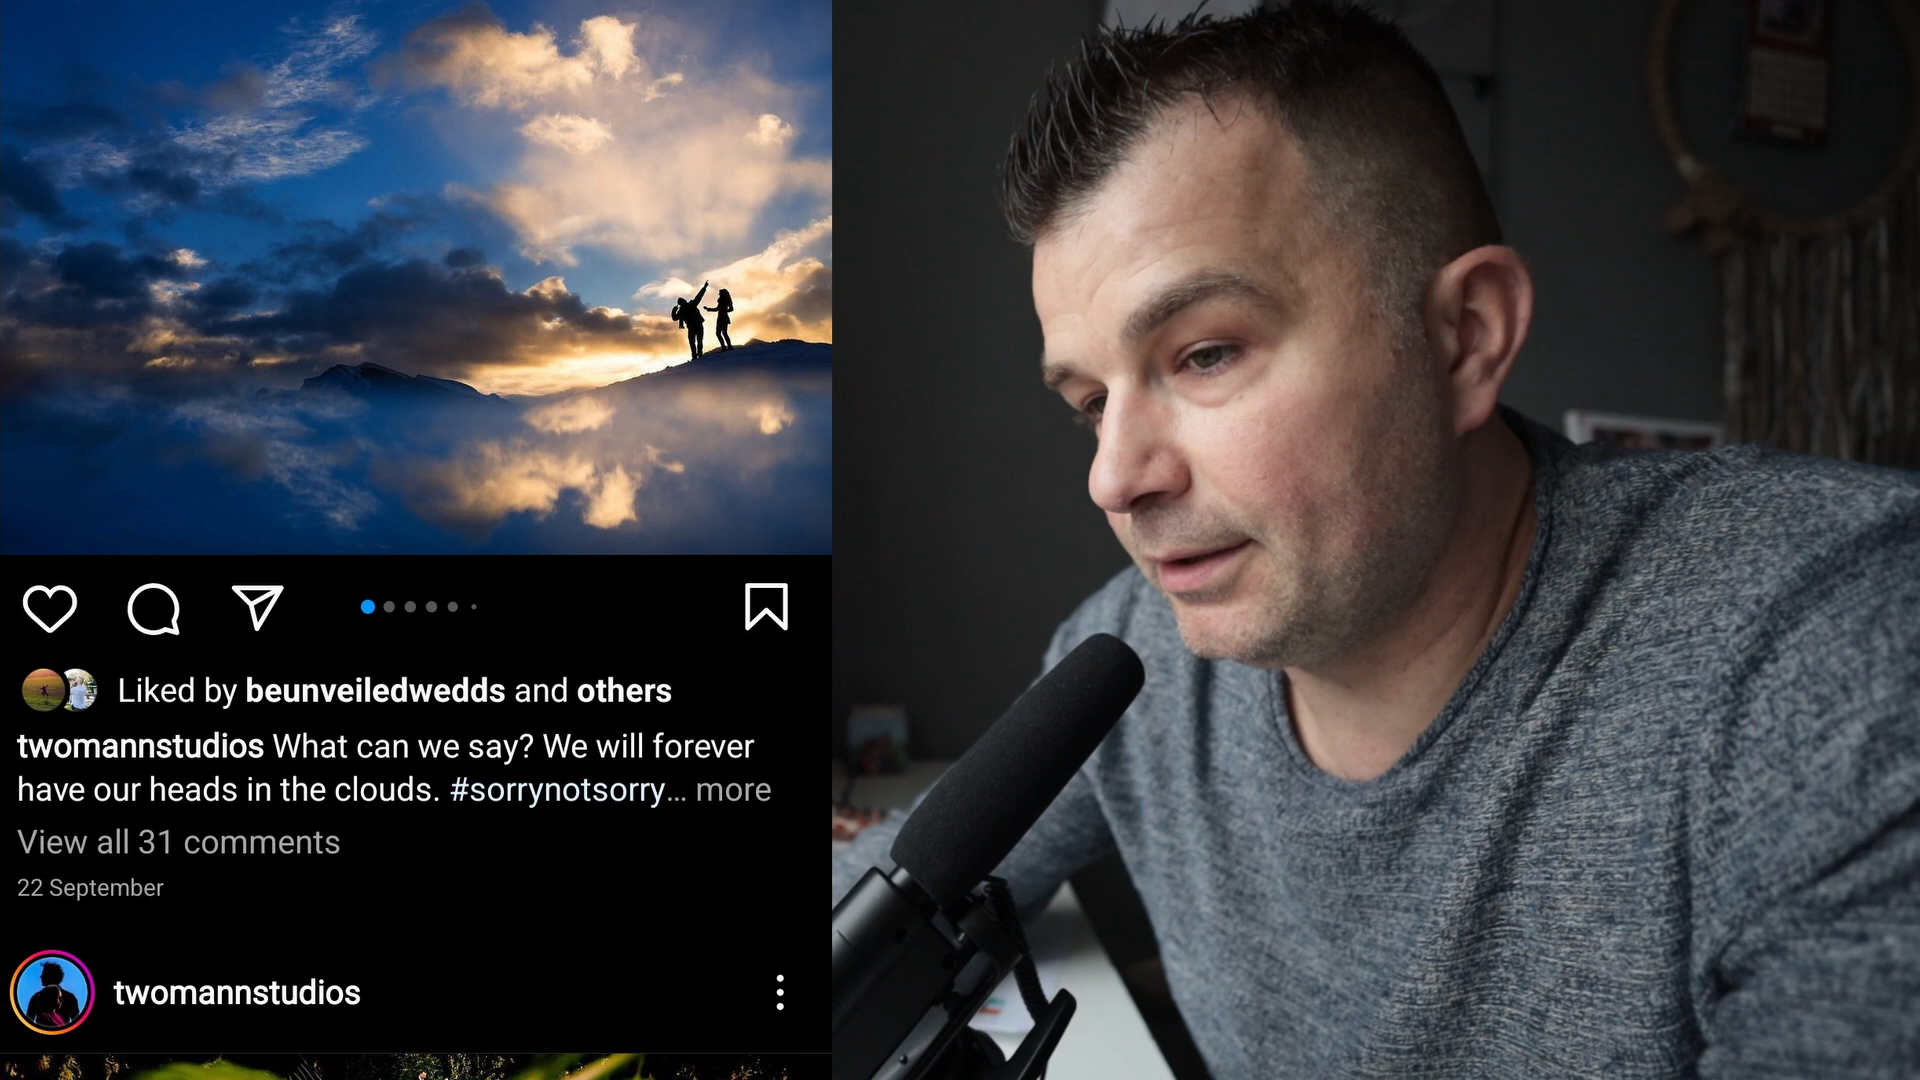 Liked by beunveiledwedds and others
twomannstudios What can we say? We will forever
have our heads in the clouds. #sorrynotsorry... more
View all 31 comments
22 September
twomannstudios